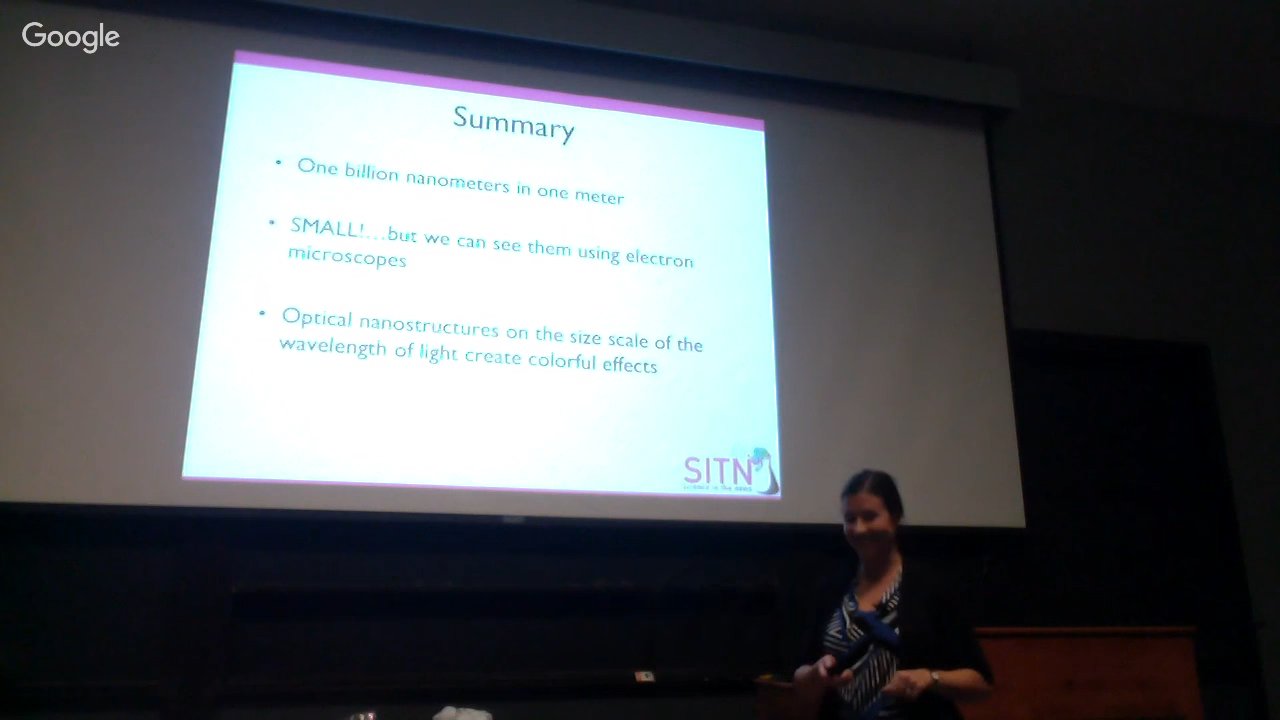 Google
Summary
• One billion nanometers in one meter
• SMALL!...but we can see them using electron
microscopes
• Optical nanostructures on the size scale of the
wavelength of light create colorful effects
SITN